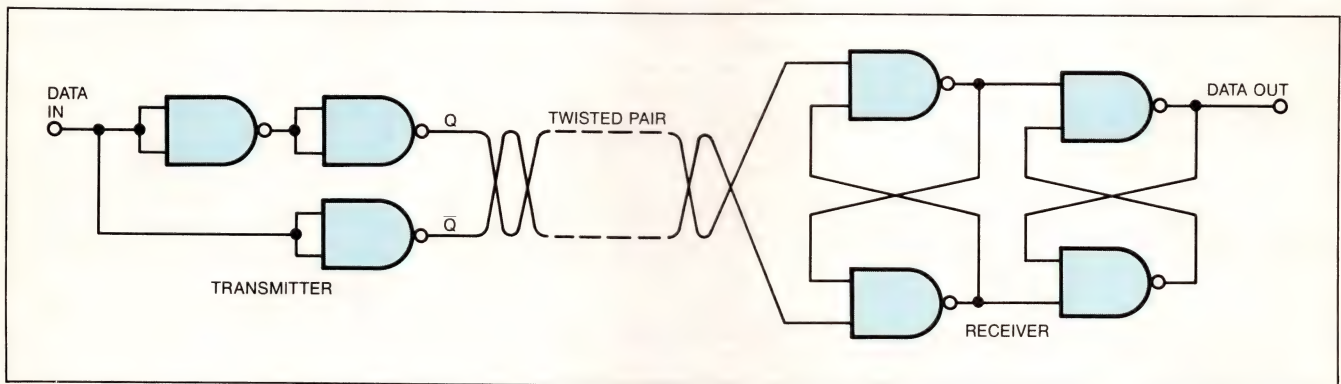 DATA
IN
Q
Q̅
TRANSMITTER
TWISTED PAIR
RECEIVER
DATA OUT